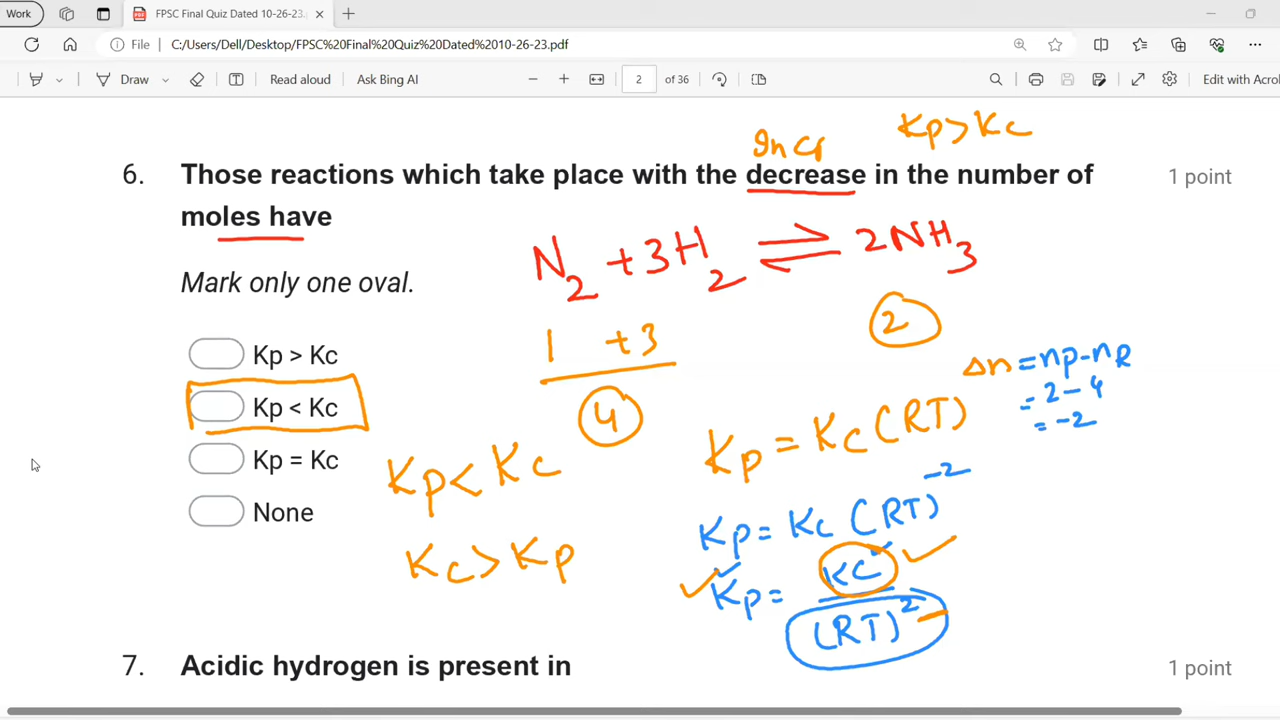 Work
FPSC Final Quiz Dated 10-26-23.
File C:/Users/Dell/Desktop/FPSC%20Final%20Quiz%20Dated%2010-26-23.pdf
Draw Read aloud Ask Bing AI 2 of 36 Edit with Acrol
Incr Kp>Kc
6. Those reactions which take place with the decrease in the number of 1 point
moles have
N2 + 3H2 ⇌ 2NH3
Mark only one oval.
1 + 3 2
Kp > Kc Δn = np - nR
Kp < Kc 4 = 2 - 4
= -2
Kp = Kc (RT)
Kp = Kc
Kp < Kc
None Kp = Kc (RT)-2
Kc > Kp Kp = Kc
(RT)2
7. Acidic hydrogen is present in 1 point